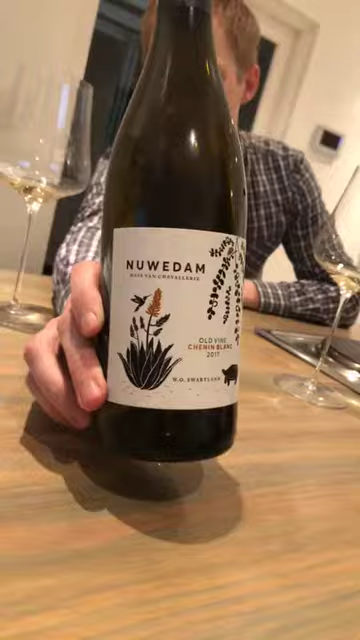 NUWEDAM
HUIS VAN CHEVALLERIE
OLD VINE
CHENIN BLANC
2017
W.O. SWARTLAND